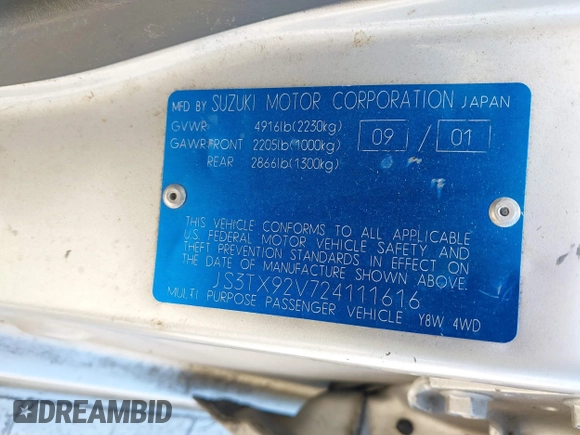 MFD BY SUZUKI MOTOR CORPORATION JAPAN
GVWR 4916lb(2230kg) 09 / 01
GAWR FRONT 2205lb(1000kg)
REAR 2866lb(1300kg)
THIS VEHICLE CONFORMS TO ALL APPLICABLE
U.S FEDERAL MOTOR VEHICLE SAFETY AND
THEFT PREVENTION STANDARDS IN EFFECT ON
THE DATE OF MANUFACTURE SHOWN ABOVE.
JS3TX92V724111616
MULTI PURPOSE PASSENGER VEHICLE Y8W 4WD
DREAMBID